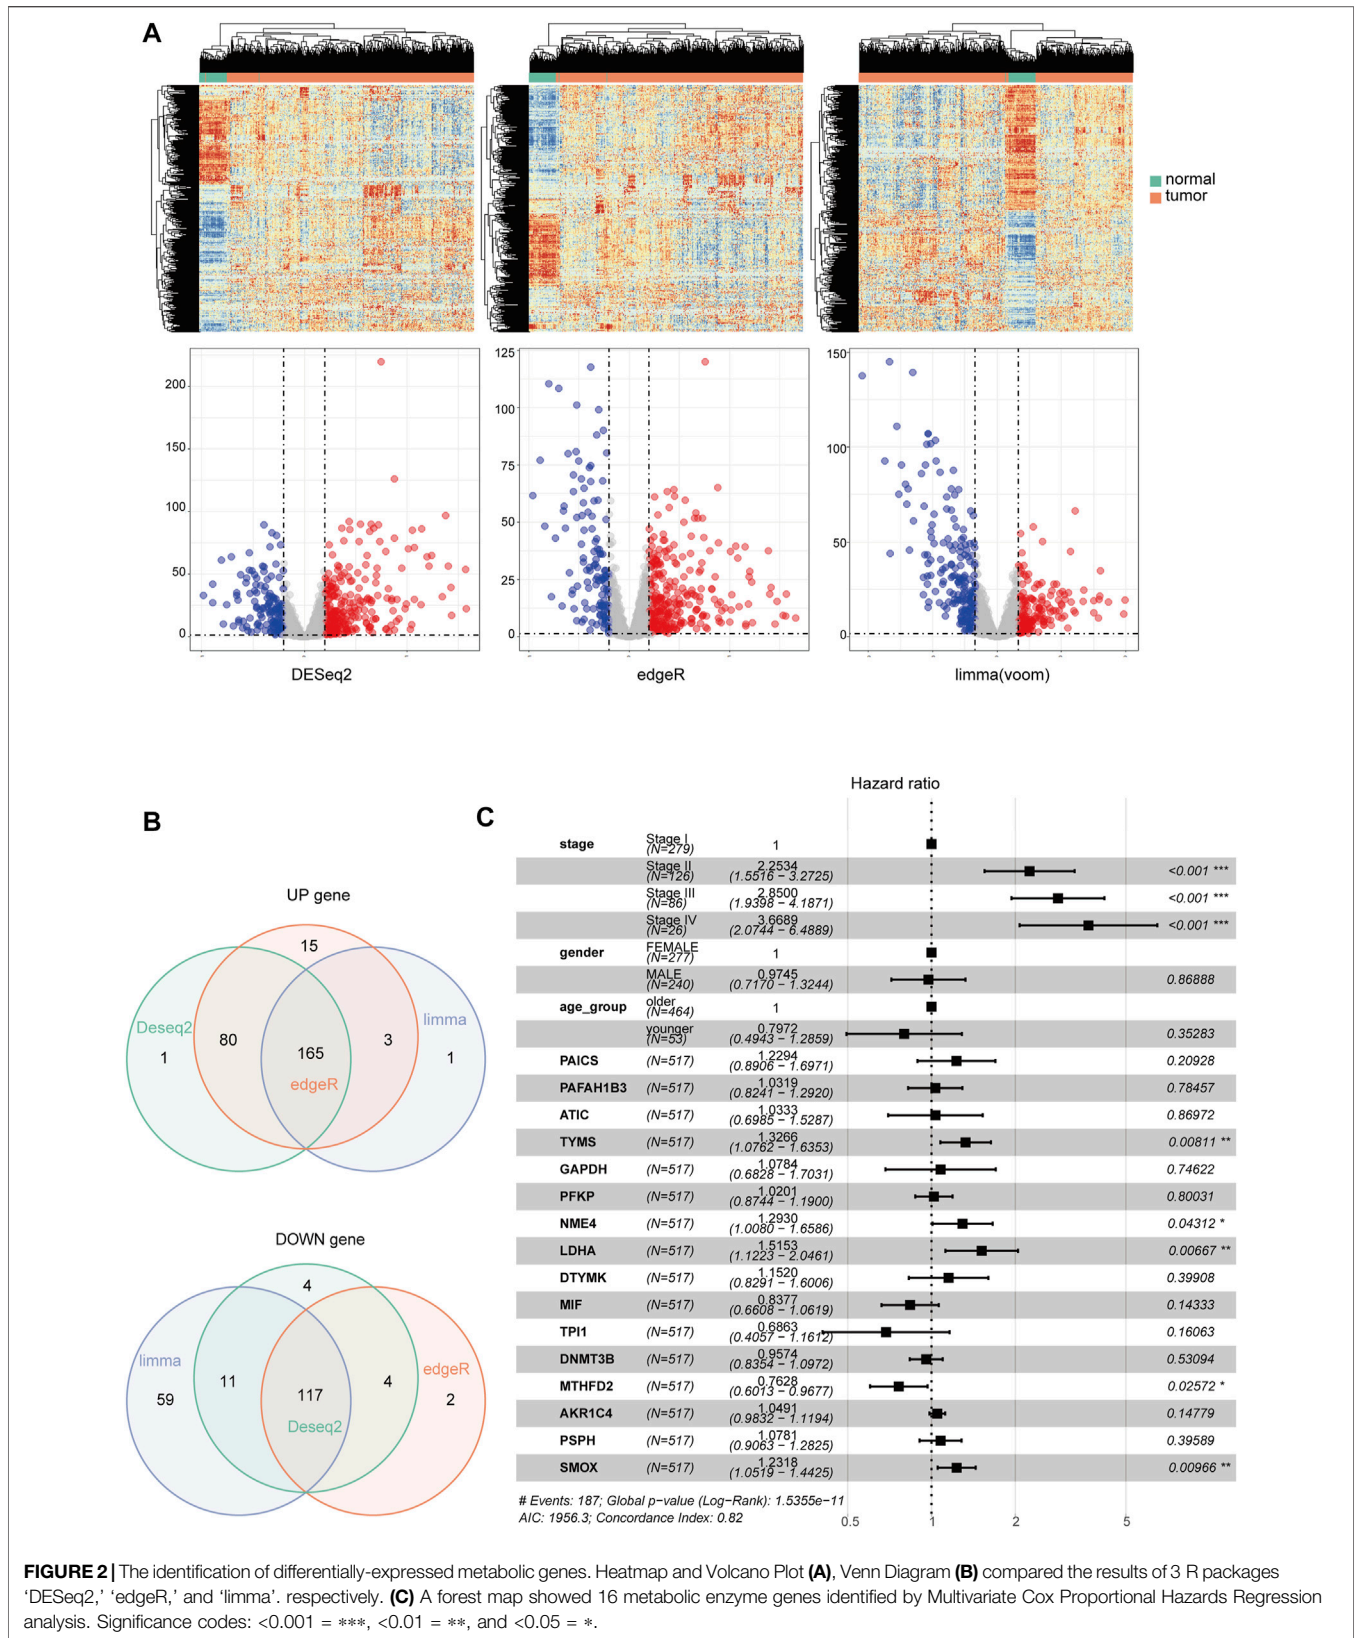 A
normal
tumor
200
150
100
50
0
DESeq2
125
100
75
50
25
0
edgeR
150
100
50
0
limma(voom)
B
UP gene
15
Deseq2
limma
80
3
1
165
1
edgeR
DOWN gene
4
limma
edgeR
11
4
59
117
2
Deseq2
C
Hazard ratio
stage Stage I (N=279) 1
Stage II (N=126) 2.2534 (1.5516 – 3.2725) <0.001 ***
Stage III (N=86) 2.8500 (1.9398 – 4.1871) <0.001 ***
Stage IV (N=26) 3.6689 (2.0744 – 6.4889) <0.001 ***
gender FEMALE (N=277) 1
MALE (N=240) 0.9745 (0.7170 – 1.3244) 0.86888
age_group older (N=464) 1
younger (N=53) 0.7972 (0.4943 – 1.2859) 0.35283
PAICS (N=517) 1.2294 (0.8906 – 1.6971) 0.20928
PAFAH1B3 (N=517) 1.0319 (0.8241 – 1.2920) 0.78457
ATIC (N=517) 1.0333 (0.6985 – 1.5287) 0.86972
TYMS (N=517) 1.3266 (1.0762 – 1.6353) 0.00811 **
GAPDH (N=517) 1.0784 (0.6828 – 1.7031) 0.74622
PFKP (N=517) 1.0201 (0.8744 – 1.1900) 0.80031
NME4 (N=517) 1.2930 (1.0080 – 1.6586) 0.04312 *
LDHA (N=517) 1.5153 (1.1223 – 2.0461) 0.00667 **
DTYMK (N=517) 1.1520 (0.8291 – 1.6006) 0.39908
MIF (N=517) 0.8377 (0.6608 – 1.0619) 0.14333
TPI1 (N=517) 0.6863 (0.4057 – 1.1612) 0.16063
DNMT3B (N=517) 0.9574 (0.8354 – 1.0972) 0.53094
MTHFD2 (N=517) 0.7628 (0.6013 – 0.9677) 0.02572 *
AKR1C4 (N=517) 1.0491 (0.9832 – 1.1194) 0.14779
PSPH (N=517) 1.0781 (0.9063 – 1.2825) 0.39589
SMOX (N=517) 1.2318 (1.0519 – 1.4425) 0.00966 **
# Events: 187; Global p−value (Log−Rank): 1.5355e−11
AIC: 1956.3; Concordance Index: 0.82
0.5 1 2 5
FIGURE 2 | The identification of differentially-expressed metabolic genes. Heatmap and Volcano Plot (A), Venn Diagram (B) compared the results of 3 R packages
‘DESeq2,’ ‘edgeR,’ and ‘limma’. respectively. (C) A forest map showed 16 metabolic enzyme genes identified by Multivariate Cox Proportional Hazards Regression
analysis. Significance codes: <0.001 = ∗∗∗, <0.01 = ∗∗, and <0.05 = ∗.